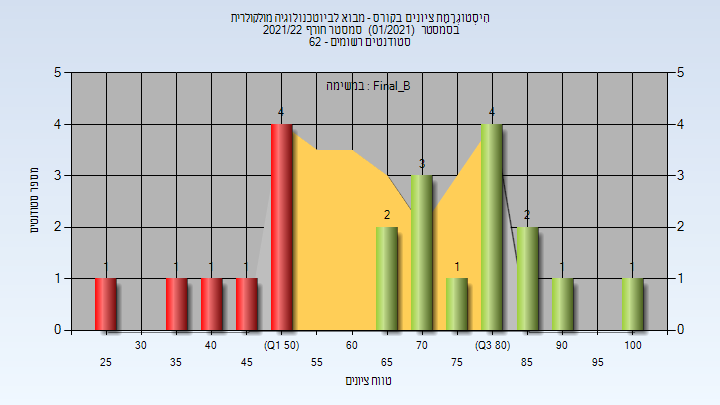 היסטוגרמת ציונים בקורס - מבוא לביוטכנולוגיה מולקולרית
בסמסטר (01/2021) סמסטר חורף 2021/22
סטודנטים רשומים - 62
במשימה : Final_B
5 5
4 4 4 4
3 3 3
מספר סטודנטים
2 2 2 2
1 1 1 1 1 1 1 1 1
0 0
30 40 (Q1 50) 60 70 (Q3 80) 90 100
25 35 45 55 65 75 85 95
טווח ציונים